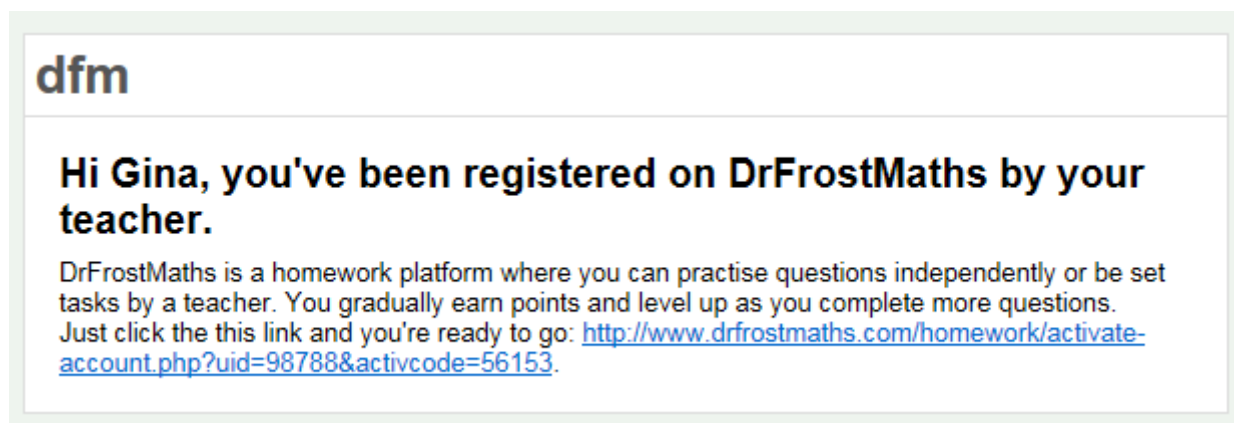 dfm
Hi Gina, you've been registered on DrFrostMaths by your
teacher.
DrFrostMaths is a homework platform where you can practise questions independently or be set
tasks by a teacher. You gradually earn points and level up as you complete more questions.
Just click the this link and you're ready to go: http://www.drfrostmaths.com/homework/activate-
account.php?uid=98788&activcode=56153.